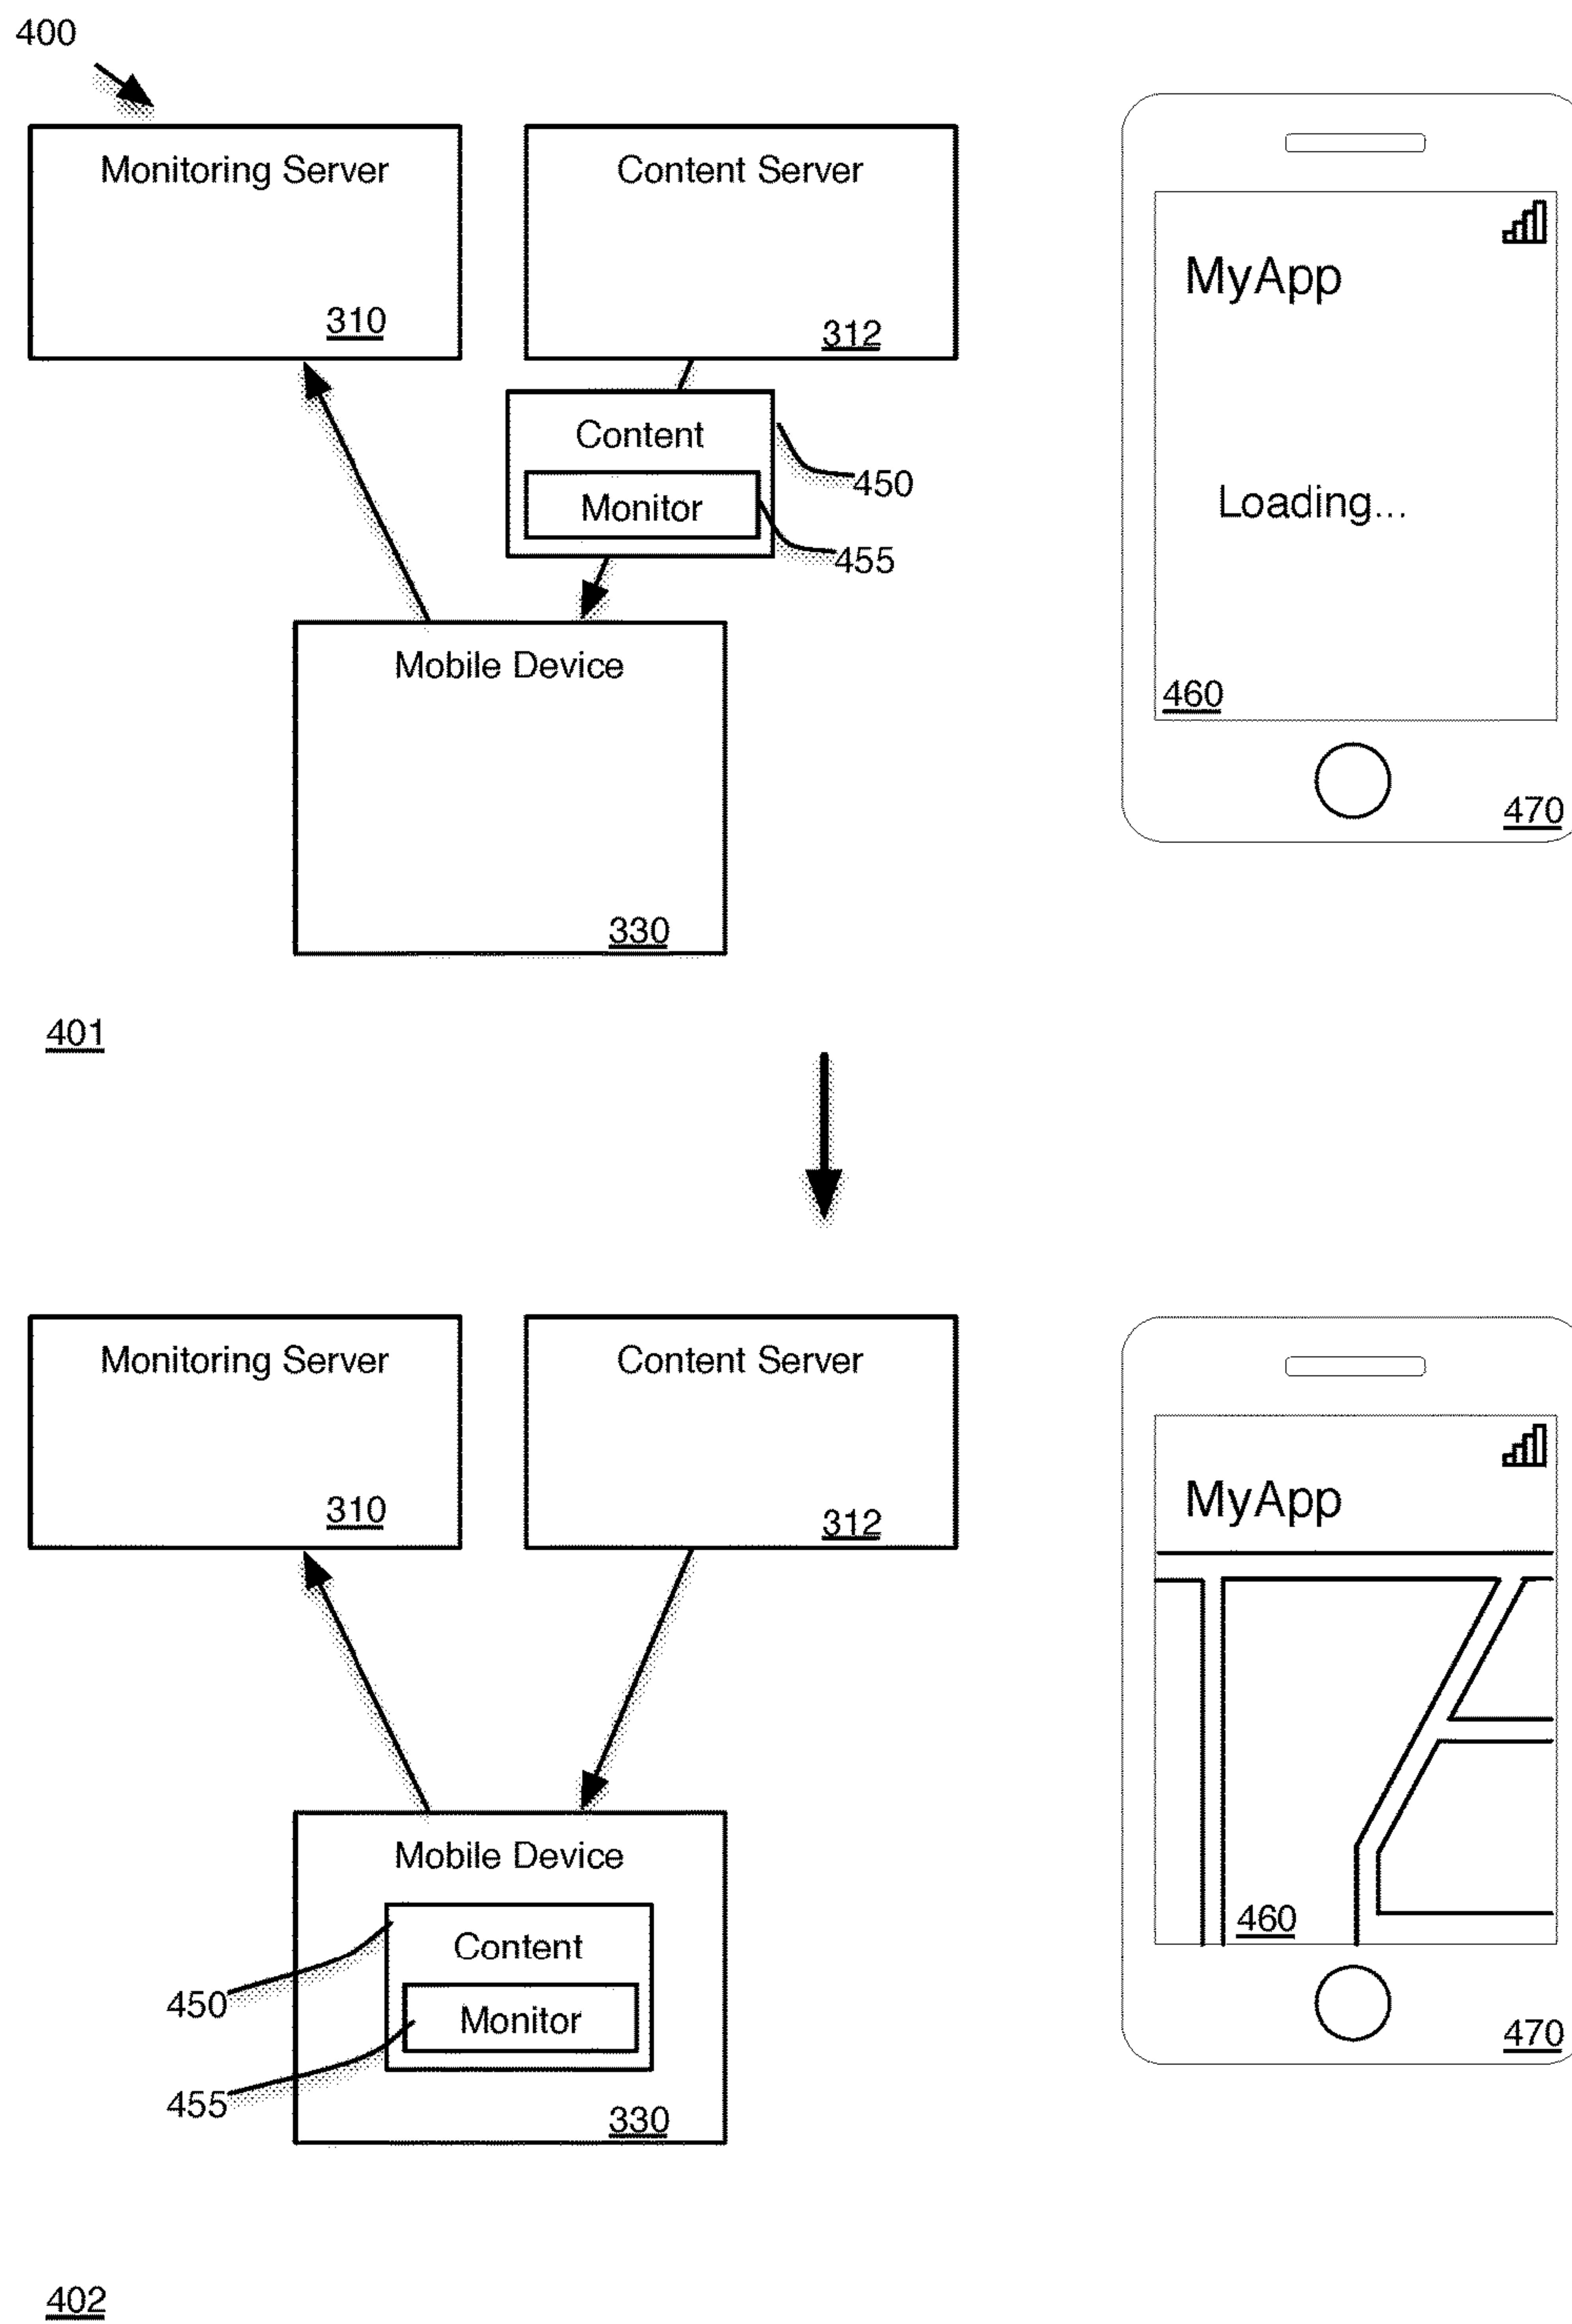 400
Monitoring Server
310
Content Server
312
Content
Monitor
450
455
Mobile Device
330
MyApp
Loading...
460
470
401
Monitoring Server
310
Content Server
312
Mobile Device
Content
Monitor
450
455
330
MyApp
460
470
402